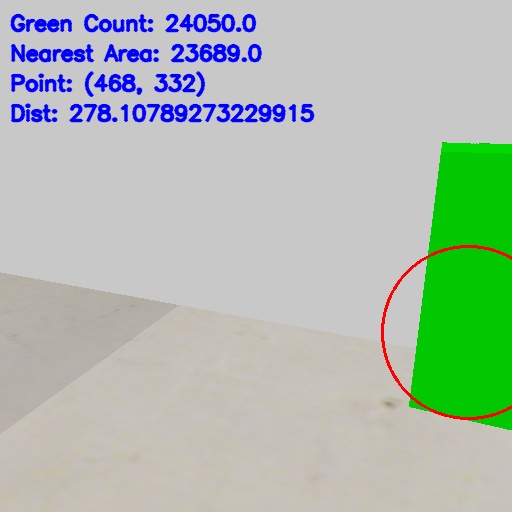 Green Count: 24050.0
Nearest Area: 23689.0
Point: (468, 332)
Dist: 278.10789273229915